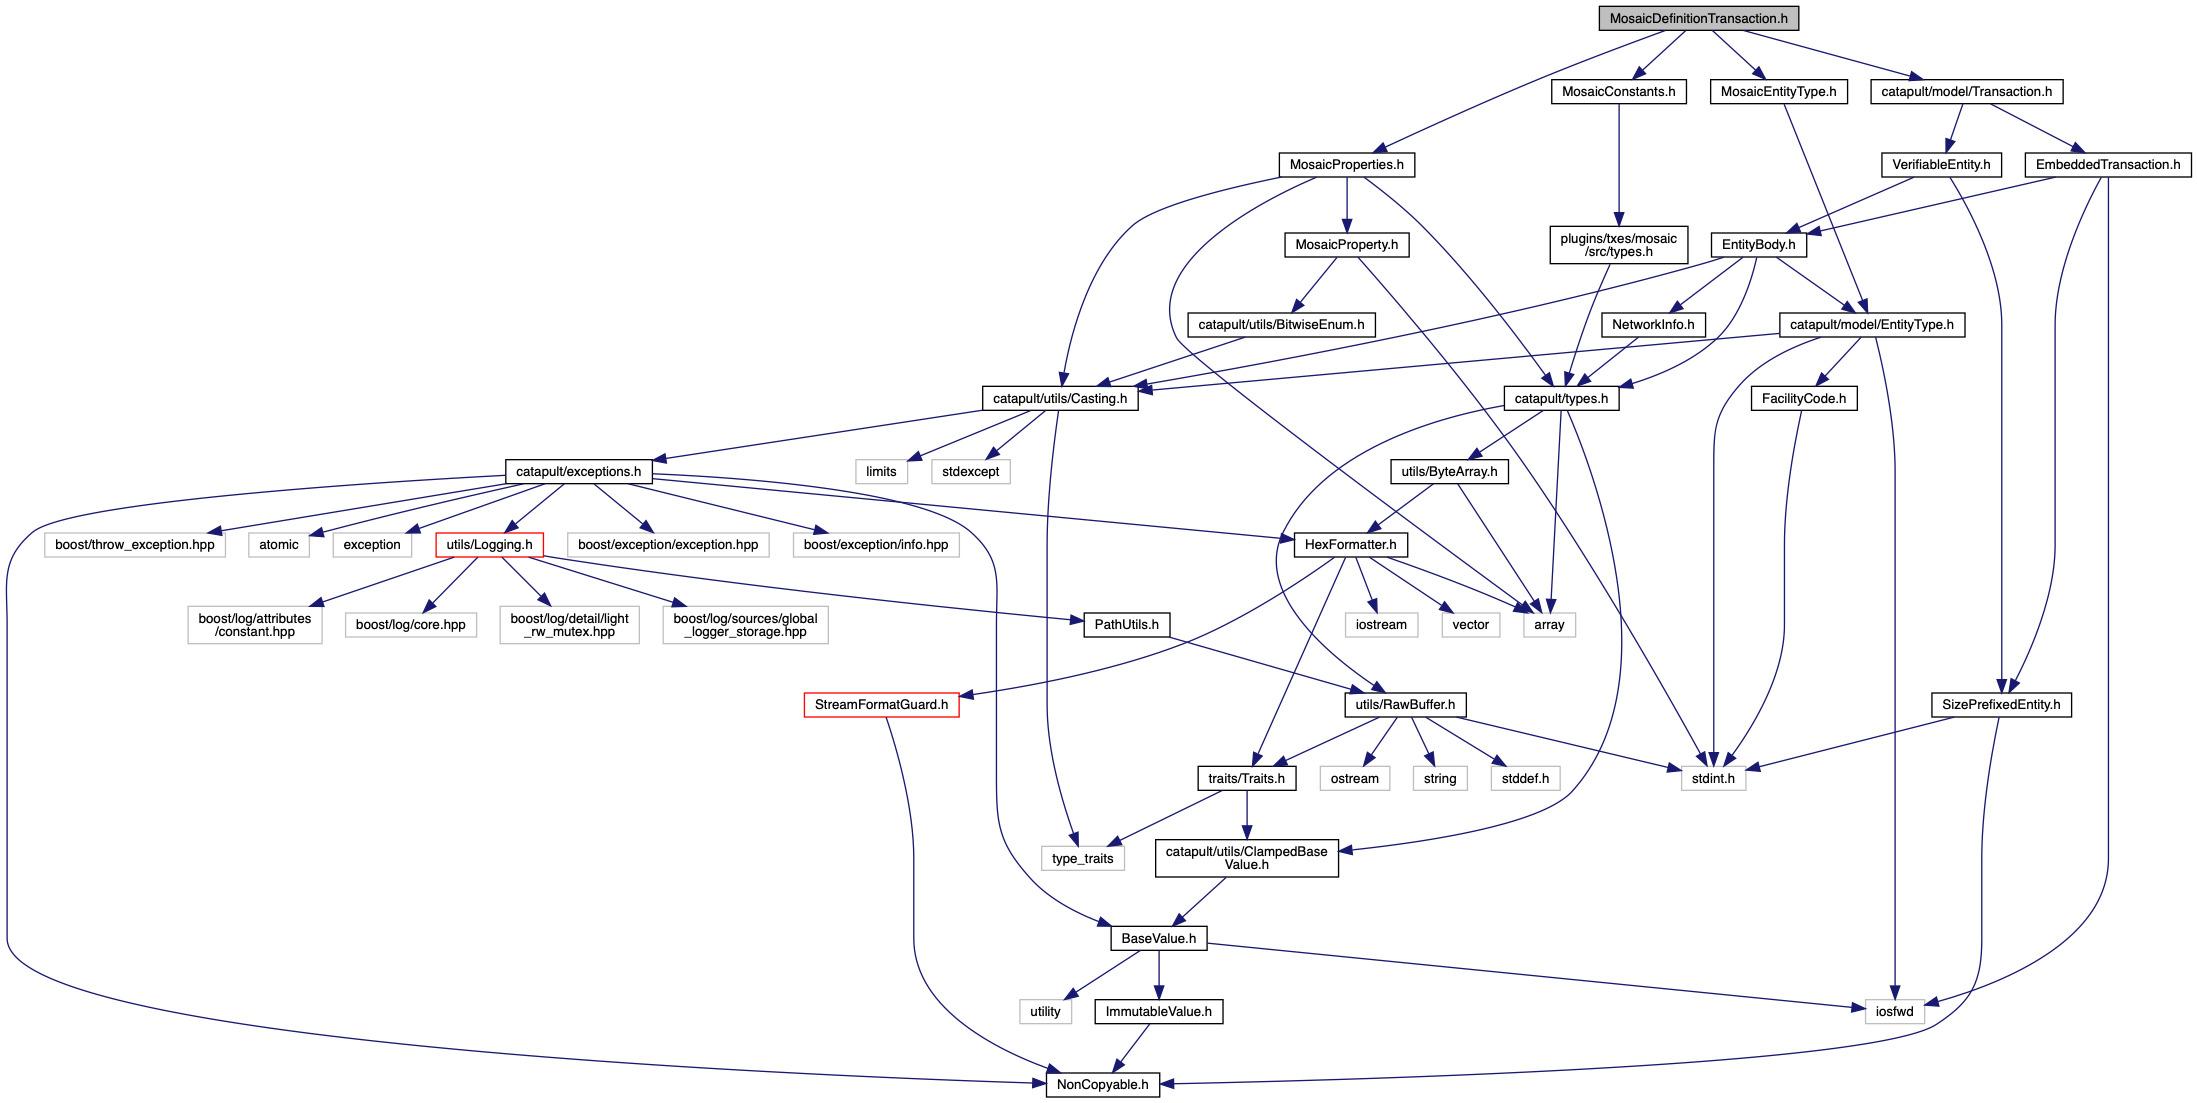 MosaicDefinitionTransaction.h
MosaicConstants.h
MosaicEntityType.h
catapult/model/Transaction.h
MosaicProperties.h
VerifiableEntity.h
EmbeddedTransaction.h
MosaicProperty.h
plugins/txes/mosaic
/src/types.h
EntityBody.h
catapult/utils/BitwiseEnum.h
NetworkInfo.h
catapult/model/EntityType.h
catapult/utils/Casting.h
catapult/types.h
FacilityCode.h
catapult/exceptions.h
limits
stdexcept
utils/ByteArray.h
boost/throw_exception.hpp
atomic
exception
utils/Logging.h
boost/exception/exception.hpp
boost/exception/info.hpp
HexFormatter.h
boost/log/attributes
/constant.hpp
boost/log/core.hpp
boost/log/detail/light
_rw_mutex.hpp
boost/log/sources/global
_logger_storage.hpp
PathUtils.h
iostream
vector
array
StreamFormatGuard.h
utils/RawBuffer.h
SizePrefixedEntity.h
traits/Traits.h
ostream
string
stddef.h
stdint.h
type_traits
catapult/utils/ClampedBase
Value.h
BaseValue.h
utility
ImmutableValue.h
iosfwd
NonCopyable.h